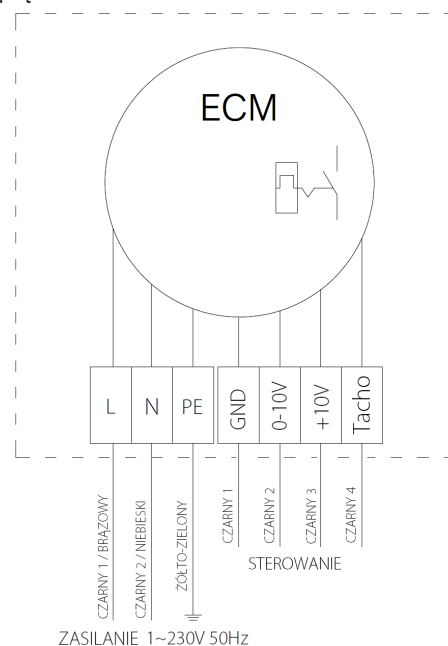 ECM
L
N
PE
GND
0-10V
+10V
Tacho
CZARNY 1 / BRĄZOWY
CZARNY 2 / NIEBIESKI
ŻÓŁTO-ZIELONY
CZARNY 1
CZARNY 2
CZARNY 3
CZARNY 4
STEROWANIE
ZASILANIE 1~230V 50Hz